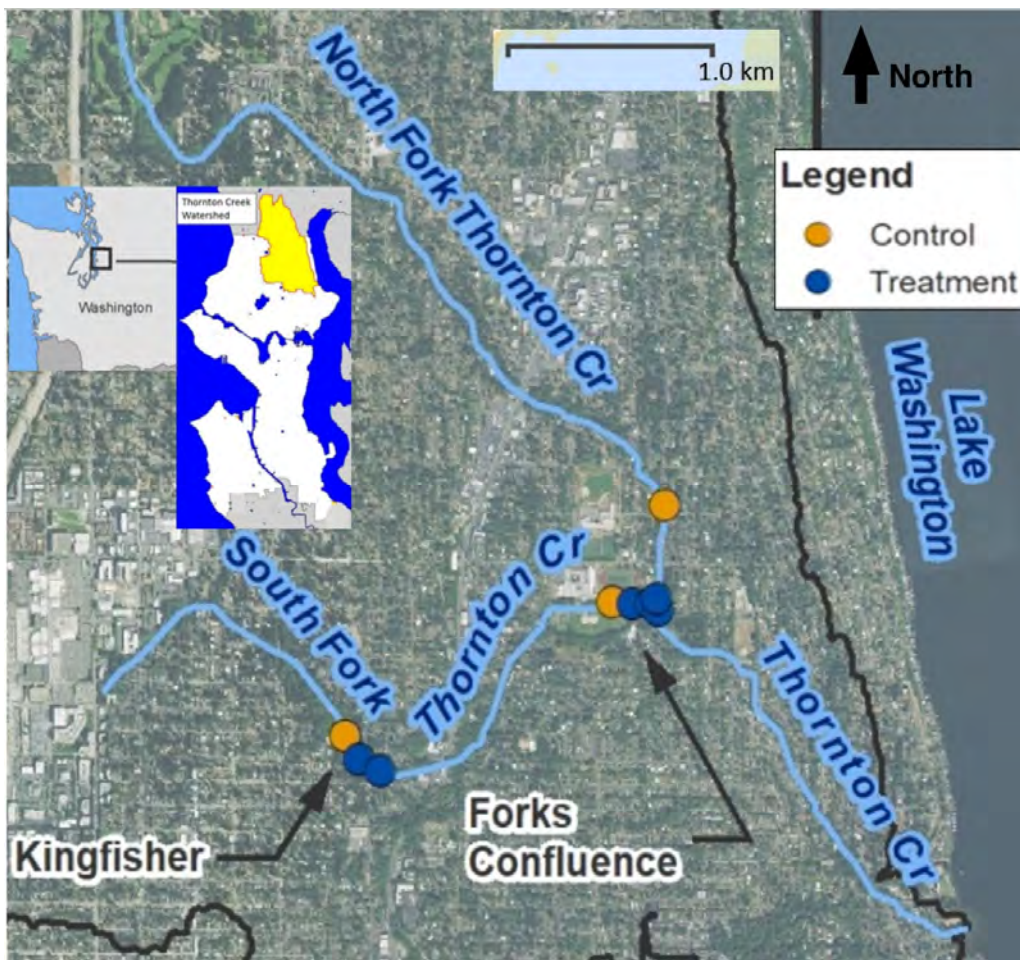 1.0 km
North
North Fork Thornton Cr
Legend
Control
Treatment
Thornton Creek
Watershed
Washington
Lake
Washington
South Fork
Thornton Cr
Thornton Cr
Kingfisher
Forks
Confluence